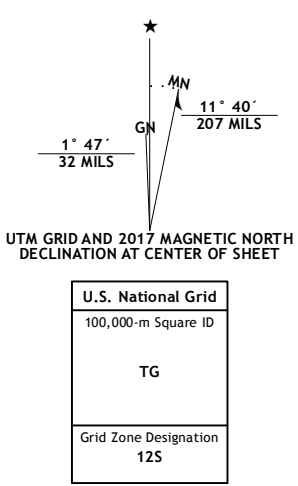 ★
MN
11° 40´
207 MILS
GN
1° 47´
32 MILS
UTM GRID AND 2017 MAGNETIC NORTH
DECLINATION AT CENTER OF SHEET
U.S. National Grid
100,000-m Square ID
TG
Grid Zone Designation
12S